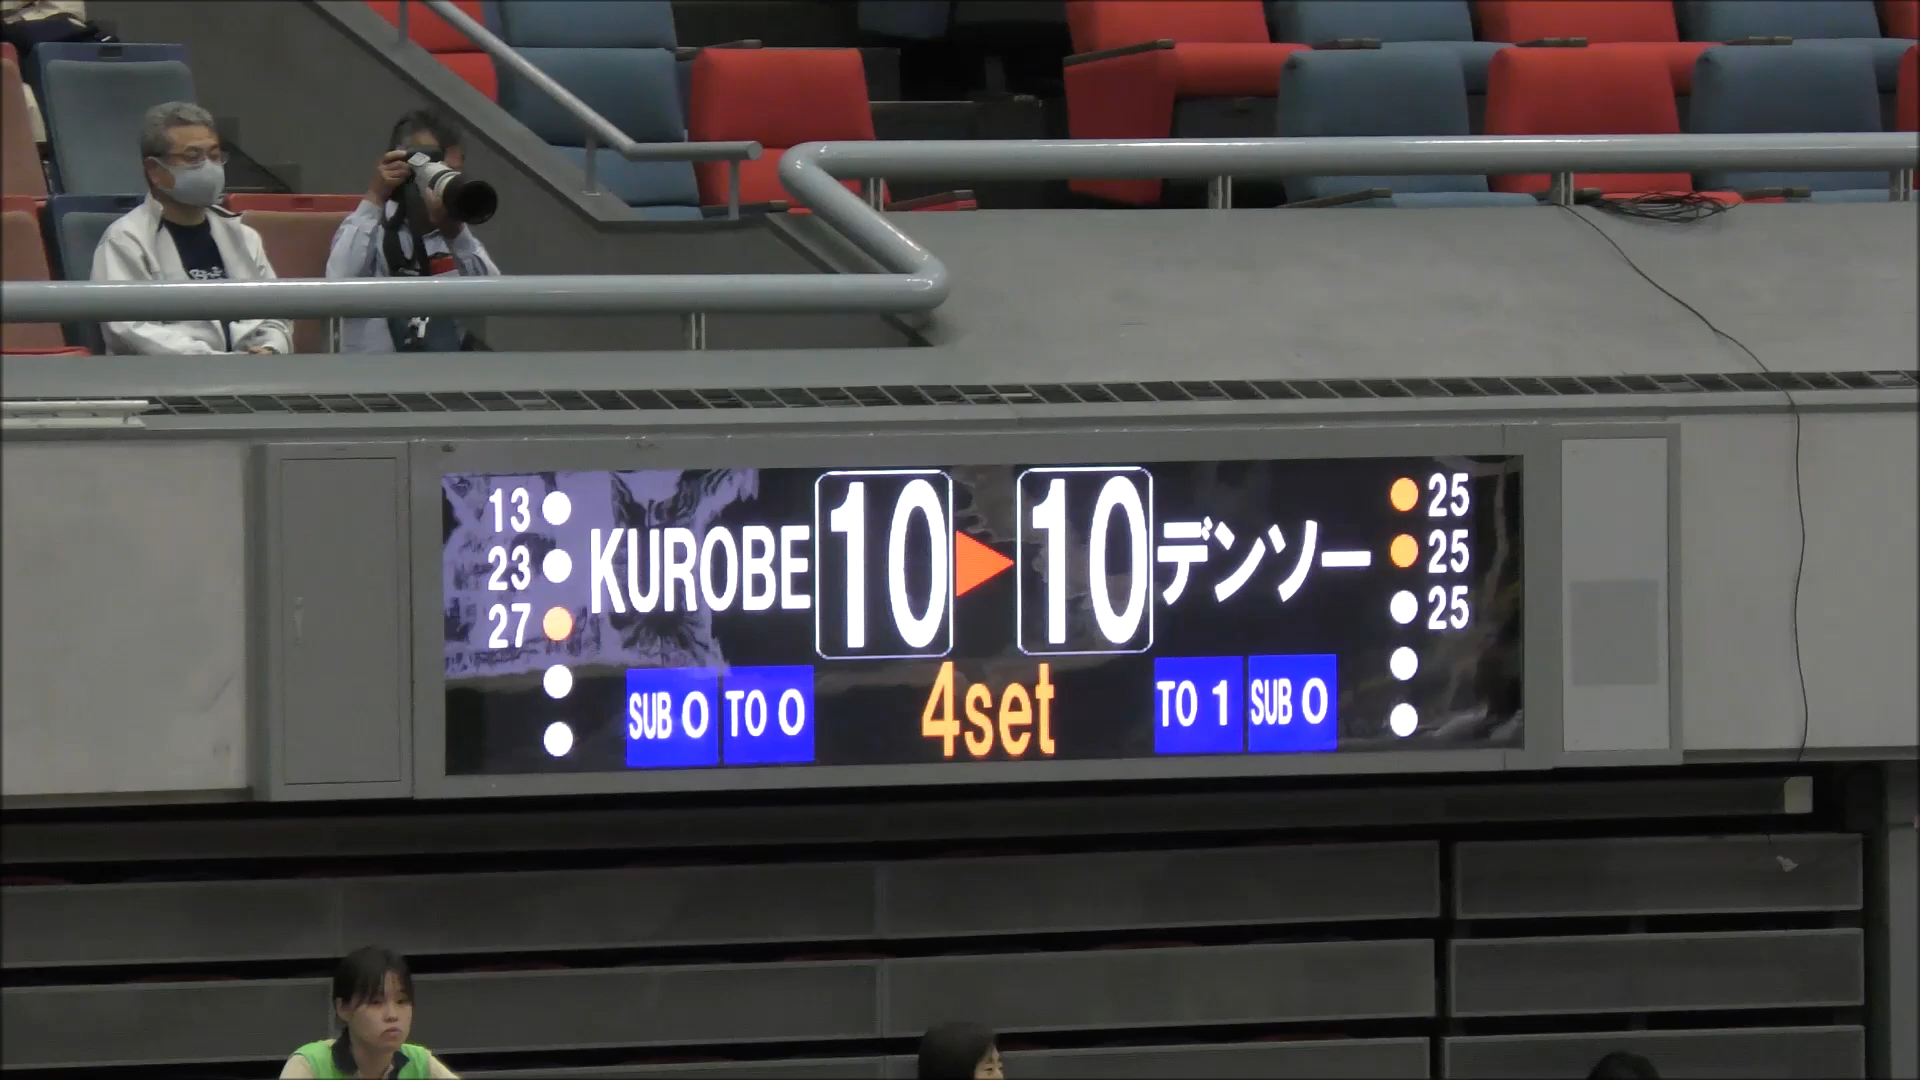 13 25
23 KUROBE 10 10 デンソー 25
27 25
SUB 0 TO 0 4set TO 1 SUB 0